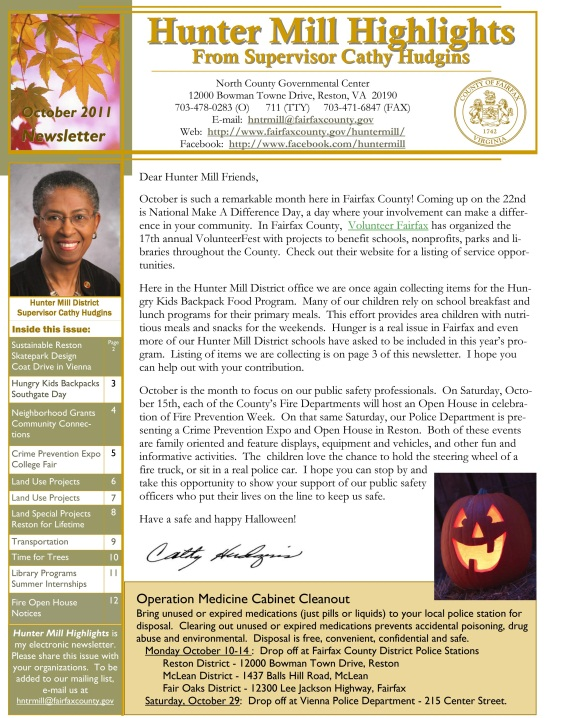 October 2011
Newsletter
Hunter Mill Highlights
From Supervisor Cathy Hudgins
North County Governmental Center
12000 Bowman Towne Drive, Reston, VA  20190
703-478-0283 (O)     711 (TTY)     703-471-6847 (FAX)
E-mail:  hntrmill@fairfaxcounty.gov
Web:  http://www.fairfaxcounty.gov/huntermill/
Facebook:  http://www.facebook.com/huntermill
COUNTY OF FAIRFAX
1742
VIRGINIA
Hunter Mill District
Supervisor Cathy Hudgins
Inside this issue:
Sustainable Reston
Skatepark Design
Coat Drive in Vienna
Page
2
Hungry Kids Backpacks
Southgate Day
3
Neighborhood Grants
Community Connec-
tions
4
Crime Prevention Expo
College Fair
5
Land Use Projects 6
Land Use Projects 7
Land Special Projects
Reston for Lifetime
8
Transportation 9
Time for Trees 10
Library Programs
Summer Internships
11
Fire Open House
Notices
12
Hunter Mill Highlights is
my electronic newsletter.
Please share this issue with
your organizations.  To be
added to our mailing list,
e-mail us at
hntrmill@fairfaxcounty.gov
Dear Hunter Mill Friends,
October is such a remarkable month here in Fairfax County! Coming up on the 22nd
is National Make A Difference Day, a day where your involvement can make a differ-
ence in your community.  In Fairfax County,  Volunteer Fairfax has organized the
17th annual VolunteerFest with projects to benefit schools, nonprofits, parks and li-
braries throughout the County.  Check out their website for a listing of service oppor-
tunities.
Here in the Hunter Mill District office we are once again collecting items for the Hun-
gry Kids Backpack Food Program.  Many of our children rely on school breakfast and
lunch programs for their primary meals.  This effort provides area children with nutri-
tious meals and snacks for the weekends.  Hunger is a real issue in Fairfax and even
more of our Hunter Mill District schools have asked to be included in this year's pro-
gram.  Listing of items we are collecting is on page 3 of this newsletter.  I hope you
can help out with your contribution.
October is the month to focus on our public safety professionals.  On Saturday, Octo-
ber 15th, each of the County's Fire Departments will host an Open House in celebra-
tion of Fire Prevention Week.  On that same Saturday, our Police Department is pre-
senting a Crime Prevention Expo and Open House in Reston.  Both of these events
are family oriented and feature displays, equipment and vehicles, and other fun and
informative activities.  The  children love the chance to hold the steering wheel of a
fire truck, or sit in a real police car.  I hope you can stop by and
take this opportunity to show your support of our public safety
officers who put their lives on the line to keep us safe.
Have a safe and happy Halloween!
Cathy Hudgins
Operation Medicine Cabinet Cleanout
Bring unused or expired medications (just pills or liquids) to your local police station for
disposal.  Clearing out unused or expired medications prevents accidental poisoning, drug
abuse and environmental.  Disposal is free, convenient, confidential and safe.
Monday October 10-14 :  Drop off at Fairfax County District Police Stations
Reston District - 12000 Bowman Town Drive, Reston
McLean District - 1437 Balls Hill Road, McLean
Fair Oaks District - 12300 Lee Jackson Highway, Fairfax
Saturday, October 29:  Drop off at Vienna Police Department - 215 Center Street.